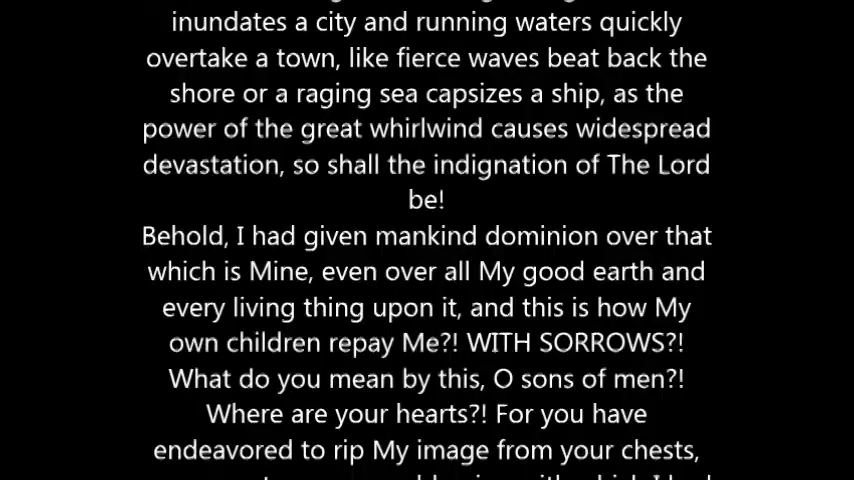 inundates a city and running waters quickly
overtake a town, like fierce waves beat back the
shore or a raging sea capsizes a ship, as the
power of the great whirlwind causes widespread
devastation, so shall the indignation of The Lord
be!
Behold, I had given mankind dominion over that
which is Mine, even over all My good earth and
every living thing upon it, and this is how My
own children repay Me?! WITH SORROWS?!
What do you mean by this, O sons of men?!
Where are your hearts?! For you have
endeavored to rip My image from your chests,